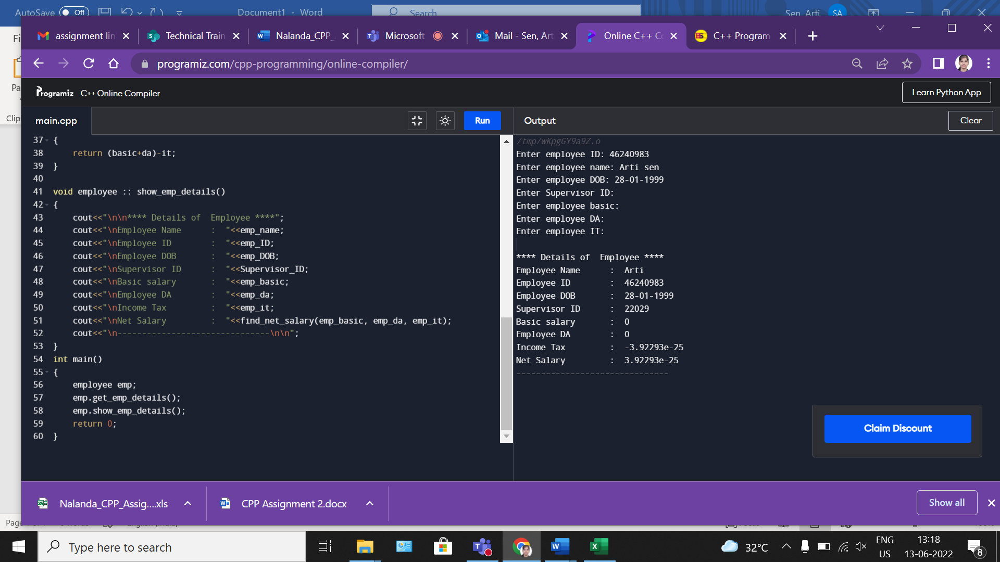 AutoSave Off Document1 - Word Search Sen, Arti SA
assignment lin Technical Train Nalanda_CPP_ Microsoft Mail - Sen, Art Online C++ Co C++ Program
programiz.com/cpp-programming/online-compiler/
Fi
Pa
Clip
Programiz C++ Online Compiler Learn Python App
main.cpp Run Output Clear
37 {
38 return (basic+da)-it;
39 }
40
41 void employee :: show_emp_details()
42 {
43 cout<<"\n\n**** Details of  Employee ****";
44 cout<<"\nEmployee Name      :  "<<emp_name;
45 cout<<"\nEmployee ID        :  "<<emp_ID;
46 cout<<"\nEmployee DOB       :  "<<emp_DOB;
47 cout<<"\nSupervisor ID      :  "<<Supervisor_ID;
48 cout<<"\nBasic salary       :  "<<emp_basic;
49 cout<<"\nEmployee DA        :  "<<emp_da;
50 cout<<"\nIncome Tax         :  "<<emp_it;
51 cout<<"\nNet Salary         :  "<<find_net_salary(emp_basic, emp_da, emp_it);
52 cout<<"\n-------------------------------\n\n";
53 }
54 int main()
55 {
56 employee emp;
57 emp.get_emp_details();
58 emp.show_emp_details();
59 return 0;
60 }
/tmp/wKpgGY9a9Z.o
Enter employee ID: 46240983
Enter employee name: Arti sen
Enter employee DOB: 28-01-1999
Enter Supervisor ID:
Enter employee basic:
Enter employee DA:
Enter employee IT:
**** Details of  Employee ****
Employee Name      :  Arti
Employee ID        :  46240983
Employee DOB       :  28-01-1999
Supervisor ID      :  22029
Basic salary       :  0
Employee DA        :  0
Income Tax         :  -3.92293e-25
Net Salary         :  3.92293e-25
-------------------------------
Claim Discount
Nalanda_CPP_Assig....xls CPP Assignment 2.docx Show all
Page
Type here to search 32°C ENG 13:18
US 13-06-2022 8